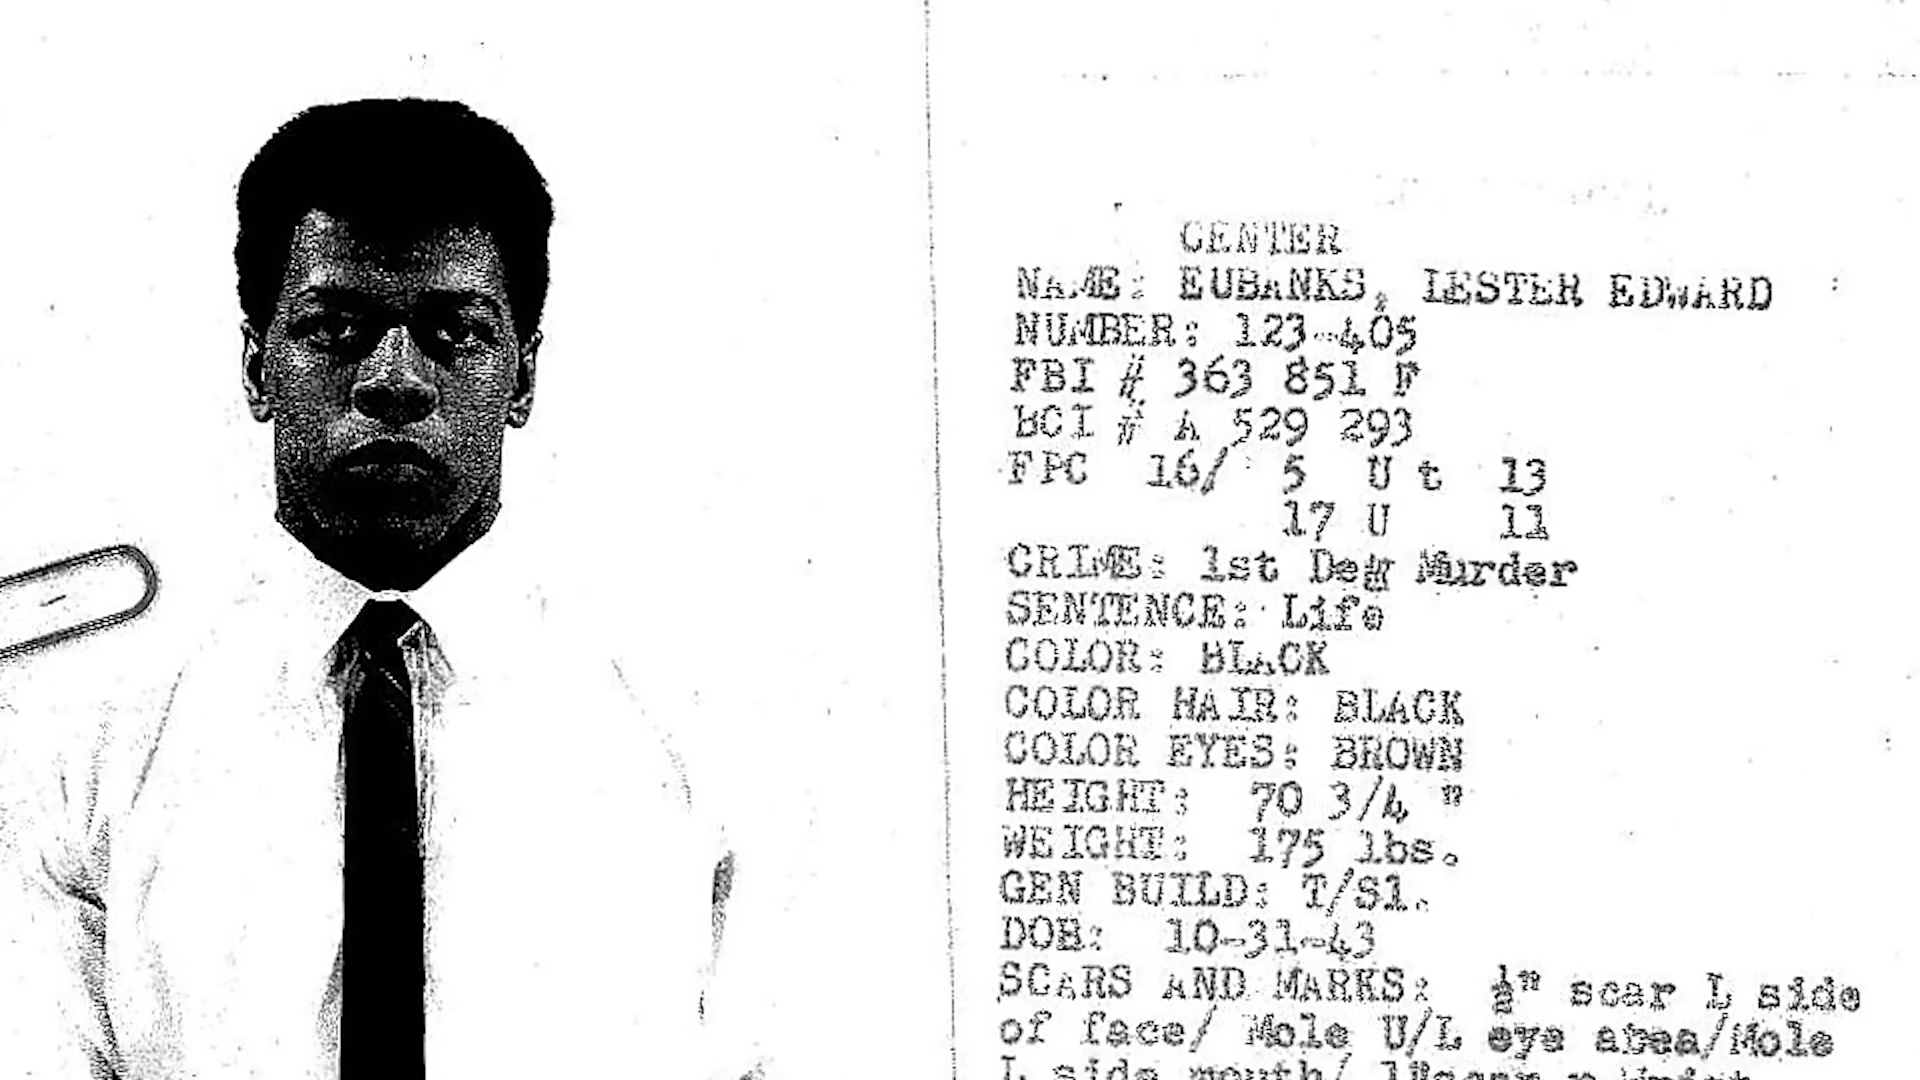 CENTER
NAME: EUBANKS, LESTER EDWARD
NUMBER: 123-405
FBI # 363 851 F
BCI # A 529 293
FPC 16/ 5 U t 13
17 U 11
CRIME: 1st Deg Murder
SENTENCE: Life
COLOR: BLACK
COLOR HAIR: BLACK
COLOR EYES: BROWN
HEIGHT: 70 3/4 "
WEIGHT: 175 lbs.
GEN BUILD: T/Sl.
DOB: 10-31-43
SCARS AND MARKS: ½" scar L side
of face/ Mole U/L eye area/Mole
L side mouth/